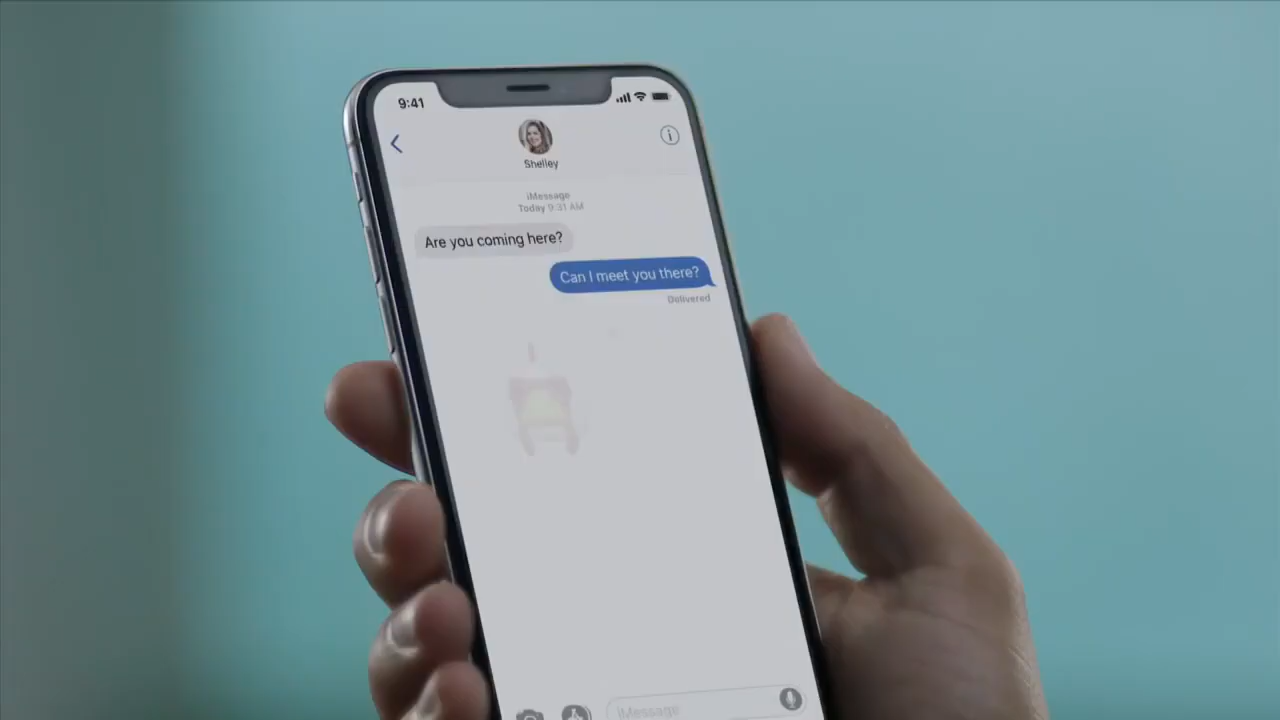 9:41
Shelley
iMessage
Today 9:31 AM
Are you coming here?
Can I meet you there?
Delivered
iMessage